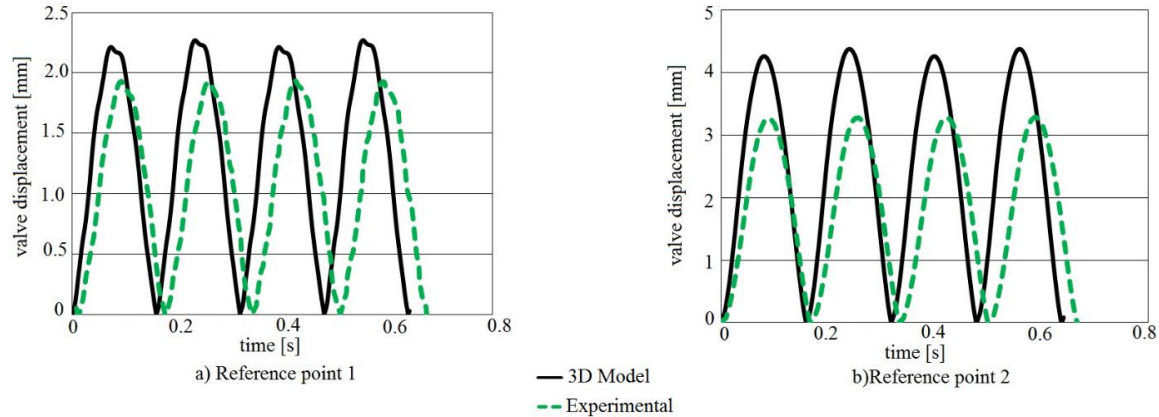 2.5
2.0
1.5
1.0
0.5
0
0
0.2
0.4
0.6
0.8
valve displacement [mm]
time [s]
a) Reference point 1
5
4
3
2
1
0
0
0.2
0.4
0.6
0.8
valve displacement [mm]
time [s]
b)Reference point 2
3D Model
Experimental